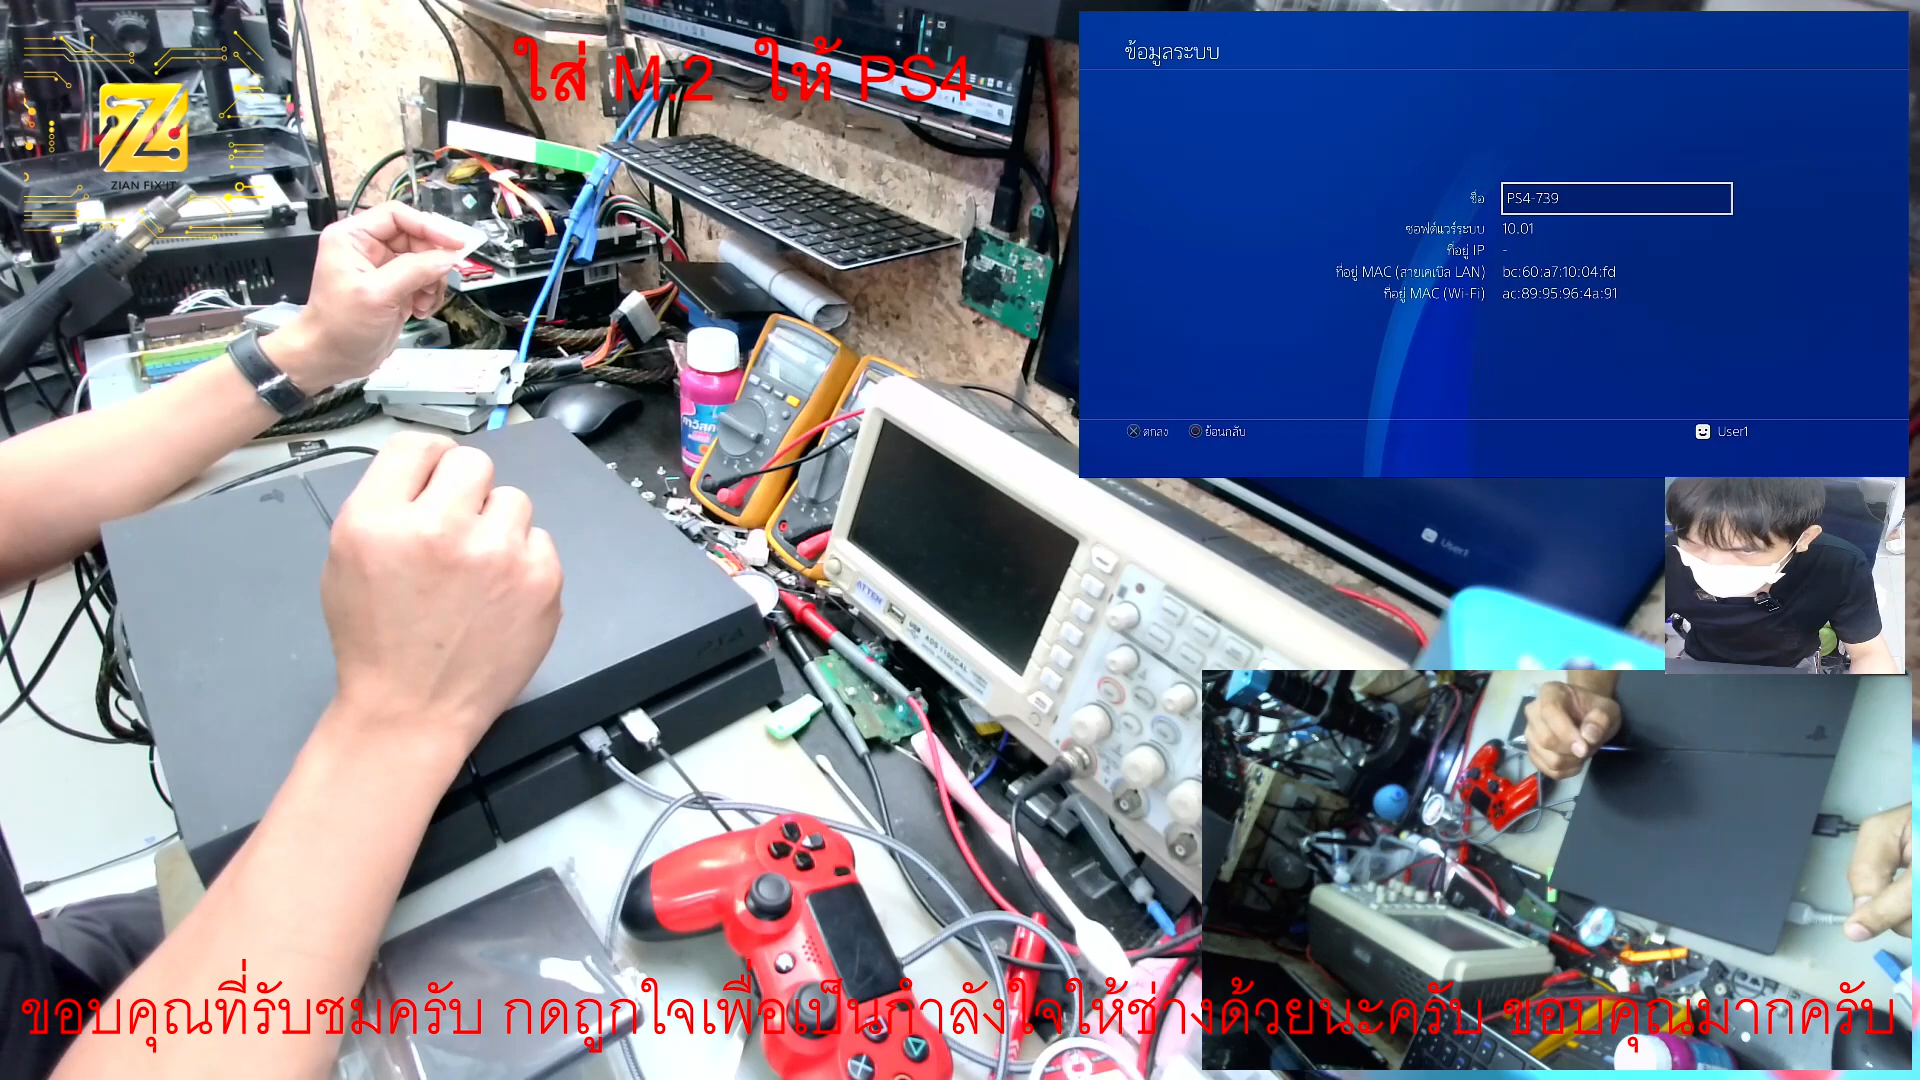 ใส่ M.2 ให้ PS4
ZIAN FIX IT
ข้อมูลระบบ
ชื่อ PS4-739
ซอฟต์แวร์ระบบ 10.01
ที่อยู่ IP -
ที่อยู่ MAC (สายเคเบิล LAN) bc:60:a7:10:04:fd
ที่อยู่ MAC (Wi-Fi) ac:89:95:96:4a:91
ตกลง ย้อนกลับ User1
User1
ATTEN
USB
ADS 1102CAL
PS4
ขอบคุณที่รับชมครับ กดถูกใจเพื่อเป็นกำลังใจให้ช่างด้วยนะครับ ขอบคุณมากครับ